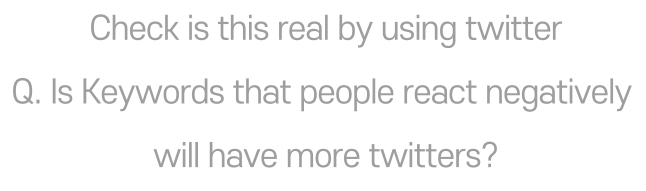 Check is this real by using twitter
Q. Is Keywords that people react negatively
will have more twitters?